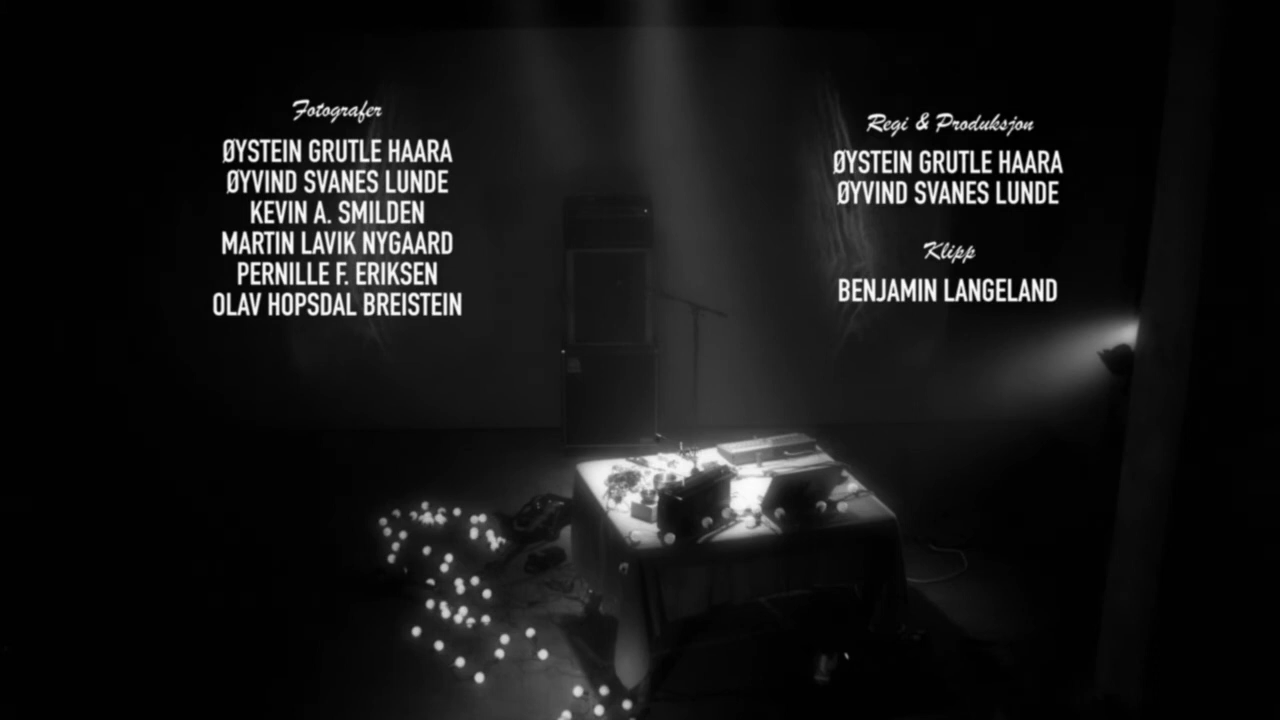 Fotografer
ØYSTEIN GRUTLE HAARA
ØYVIND SVANES LUNDE
KEVIN A. SMILDEN
MARTIN LAVIK NYGAARD
PERNILLE F. ERIKSEN
OLAV HOPSDAL BREISTEIN
Regi & Produksjon
ØYSTEIN GRUTLE HAARA
ØYVIND SVANES LUNDE
Klipp
BENJAMIN LANGELAND